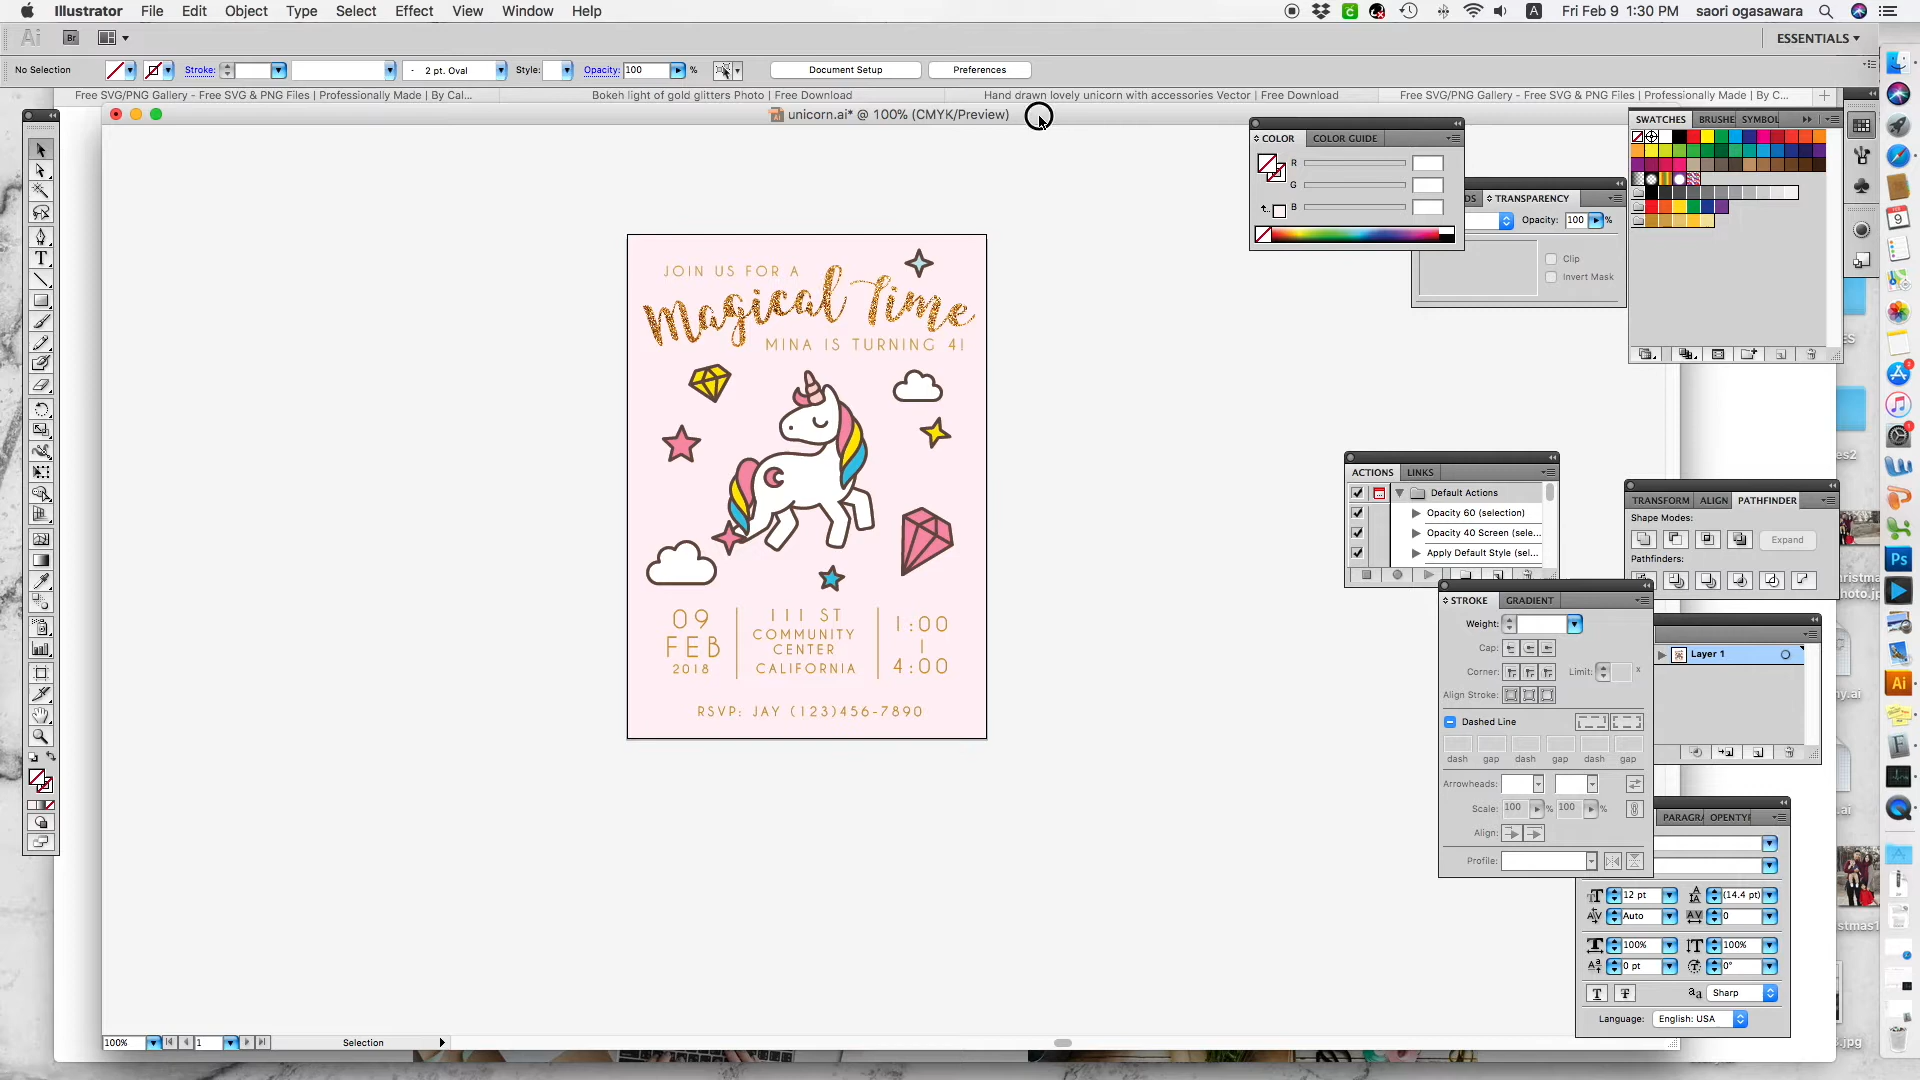 Illustrator File Edit Object Type Select Effect View Window Help
A Fri Feb 9 1:30 PM saori ogasawara
Ai Br ESSENTIALS
No Selection Stroke: 2 pt. Oval Style: Opacity: 100 % Document Setup Preferences
Free SVG/PNG Gallery - Free SVG & PNG Files | Professionally Made | By Cal...
Bokeh light of gold glitters Photo | Free Download
Hand drawn lovely unicorn with accessories Vector | Free Download
Free SVG/PNG Gallery - Free SVG & PNG Files | Professionally Made | By C...
unicorn.ai* @ 100% (CMYK/Preview)
JOIN US FOR A
Magical Time
MINA IS TURNING 4!
09
FEB
2018
111 ST
COMMUNITY
CENTER
CALIFORNIA
1:00
|
4:00
RSVP: JAY (123)456-7890
COLOR COLOR GUIDE
R
G
B
TRANSPARENCY
Opacity: 100 %
Clip
Invert Mask
SWATCHES BRUSHE SYMBOL
ACTIONS LINKS
Default Actions
Opacity 60 (selection)
Opacity 40 Screen (sele...
Apply Default Style (sel...
TRANSFORM ALIGN PATHFINDER
Shape Modes:
Expand
Pathfinders:
STROKE GRADIENT
Weight:
Cap:
Corner: Limit: x
Align Stroke:
Dashed Line
dash gap dash gap dash gap
Arrowheads:
Scale: 100 % 100 %
Align:
Profile:
Layer 1
PARAGRA OPENTYP
12 pt (14.4 pt)
Auto 0
100% 100%
0 pt 0°
T T aa Sharp
Language: English: USA
100% 1 Selection